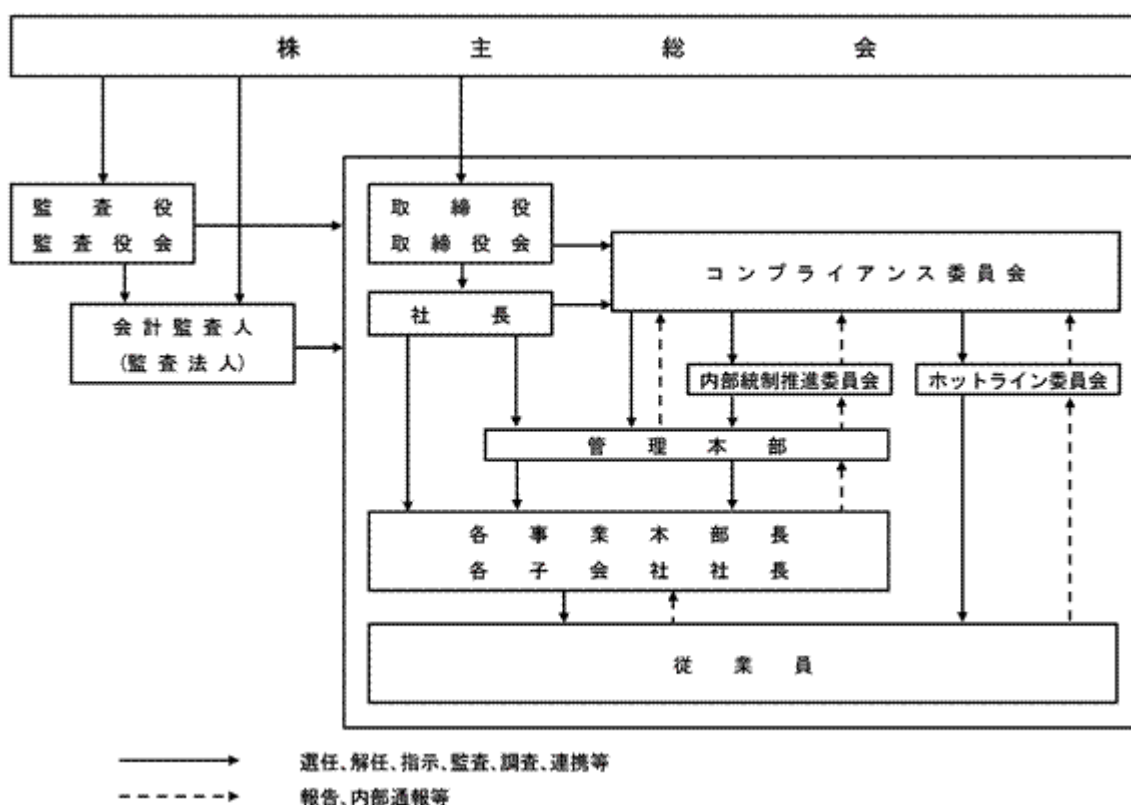 株主総会
監査役
監査役会
取締役
取締役会
コンプライアンス委員会
会計監査人
(監査法人)
社長
内部統制推進委員会
ホットライン委員会
管理本部
各事業本部長
各子会社社長
従業員
選任、解任、指示、監査、調査、連携等
報告、内部通報等